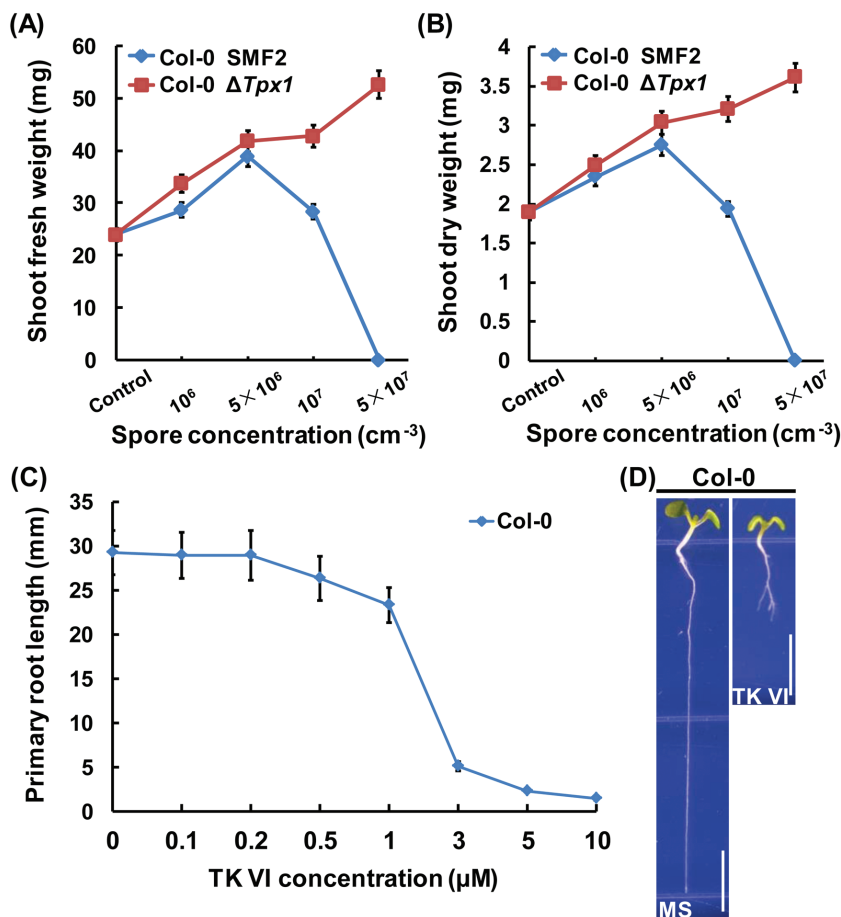 (A)
Col-0 SMF2
Col-0 ΔTpx1
Shoot fresh weight (mg)
60
50
40
30
20
10
0
Control
10⁶
5×10⁶
10⁷
5×10⁷
Spore concentration (cm⁻³)
(B)
Col-0 SMF2
Col-0 ΔTpx1
Shoot dry weight (mg)
4
3.5
3
2.5
2
1.5
1
0.5
0
Control
10⁶
5×10⁶
10⁷
5×10⁷
Spore concentration (cm⁻³)
(C)
Col-0
Primary root length (mm)
35
30
25
20
15
10
5
0
0 0.1 0.2 0.5 1 3 5 10
TK VI concentration (μM)
(D)
Col-0
TK VI
MS